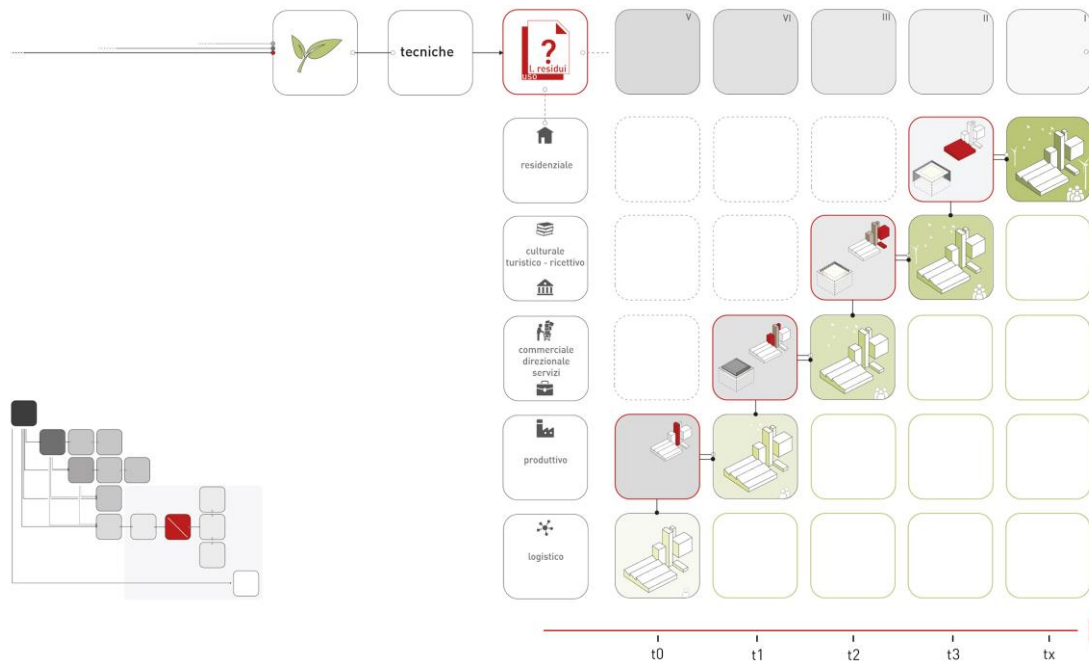 V
VI
III
II
I
tecniche
?
l. residui
uso
residenziale
culturale
turistico - ricettivo
commerciale
direzionale
servizi
produttivo
logistico
t0
t1
t2
t3
tx